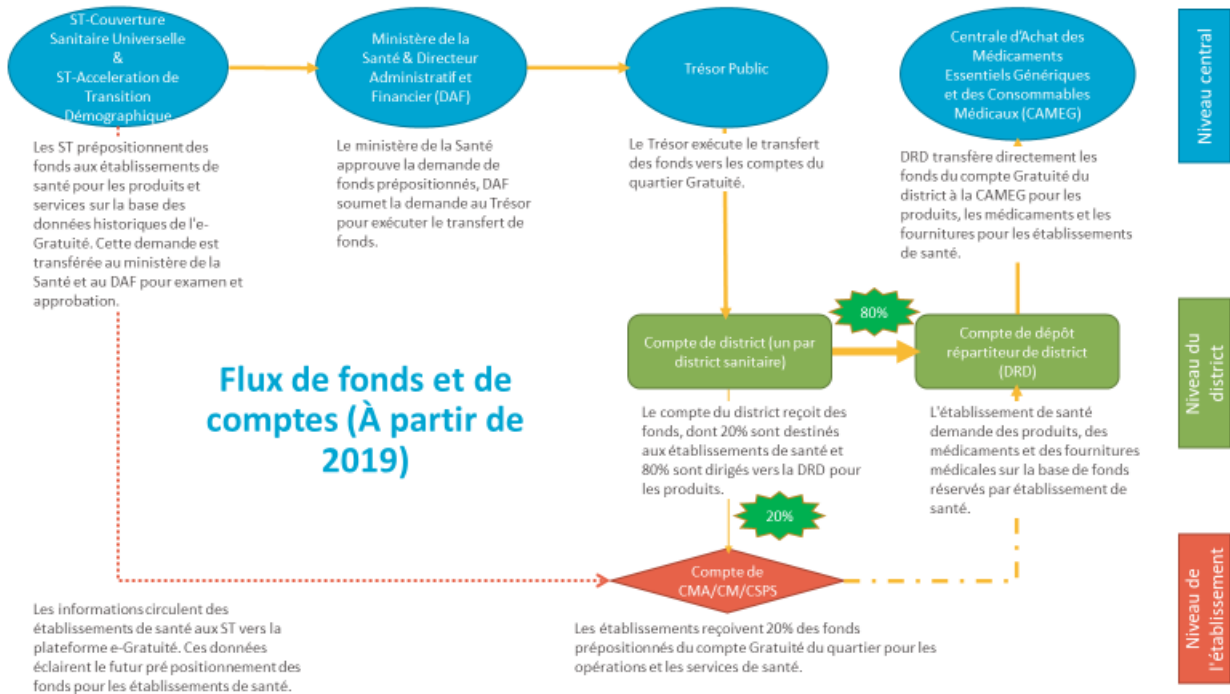 ST-Couverture
Sanitaire Universelle
&
ST-Acceleration de
Transition
Démographique
Ministère de la
Santé & Directeur
Administratif et
Financier (DAF)
Trésor Public
Centrale d'Achat des
Médicaments
Essentiels Génériques
et des Consommables
Médicaux (CAMEG)
Niveau central
Les ST prépositionnent des
fonds aux établissements de
santé pour les produits et
services sur la base des
données historiques de l'e-
Gratuité. Cette demande est
transférée au ministère de la
Santé et au DAF pour examen et
approbation.
Le ministère de la Santé
approuve la demande de
fonds prépositionnés, DAF
soumet la demande au Trésor
pour exécuter le transfert de
fonds.
Le Trésor exécute le transfert
des fonds vers les comptes du
quartier Gratuité.
DRD transfère directement les
fonds du compte Gratuité du
district à la CAMEG pour les
produits, les médicaments et les
fournitures pour les établissements
de santé.
Flux de fonds et de
comptes (À partir de
2019)
Compte de district (un par
district sanitaire)
80%
Compte de dépôt
répartiteur de district
(DRD)
Niveau du
district
Le compte du district reçoit des
fonds, dont 20% sont destinés
aux établissements de santé et
80% sont dirigés vers la DRD pour
les produits.
L'établissement de santé
demande des produits, des
médicaments et des fournitures
médicales sur la base de fonds
réservés par établissement de
santé.
20%
Compte de
CMA/CM/CSPS
Niveau de
l'établissement
Les informations circulent des
établissements de santé aux ST vers la
plateforme e-Gratuité. Ces données
éclairent le futur pré positionnement des
fonds pour les établissements de santé.
Les établissements reçoivent 20% des fonds
prépositionnés du compte Gratuité du quartier pour les
opérations et les services de santé.